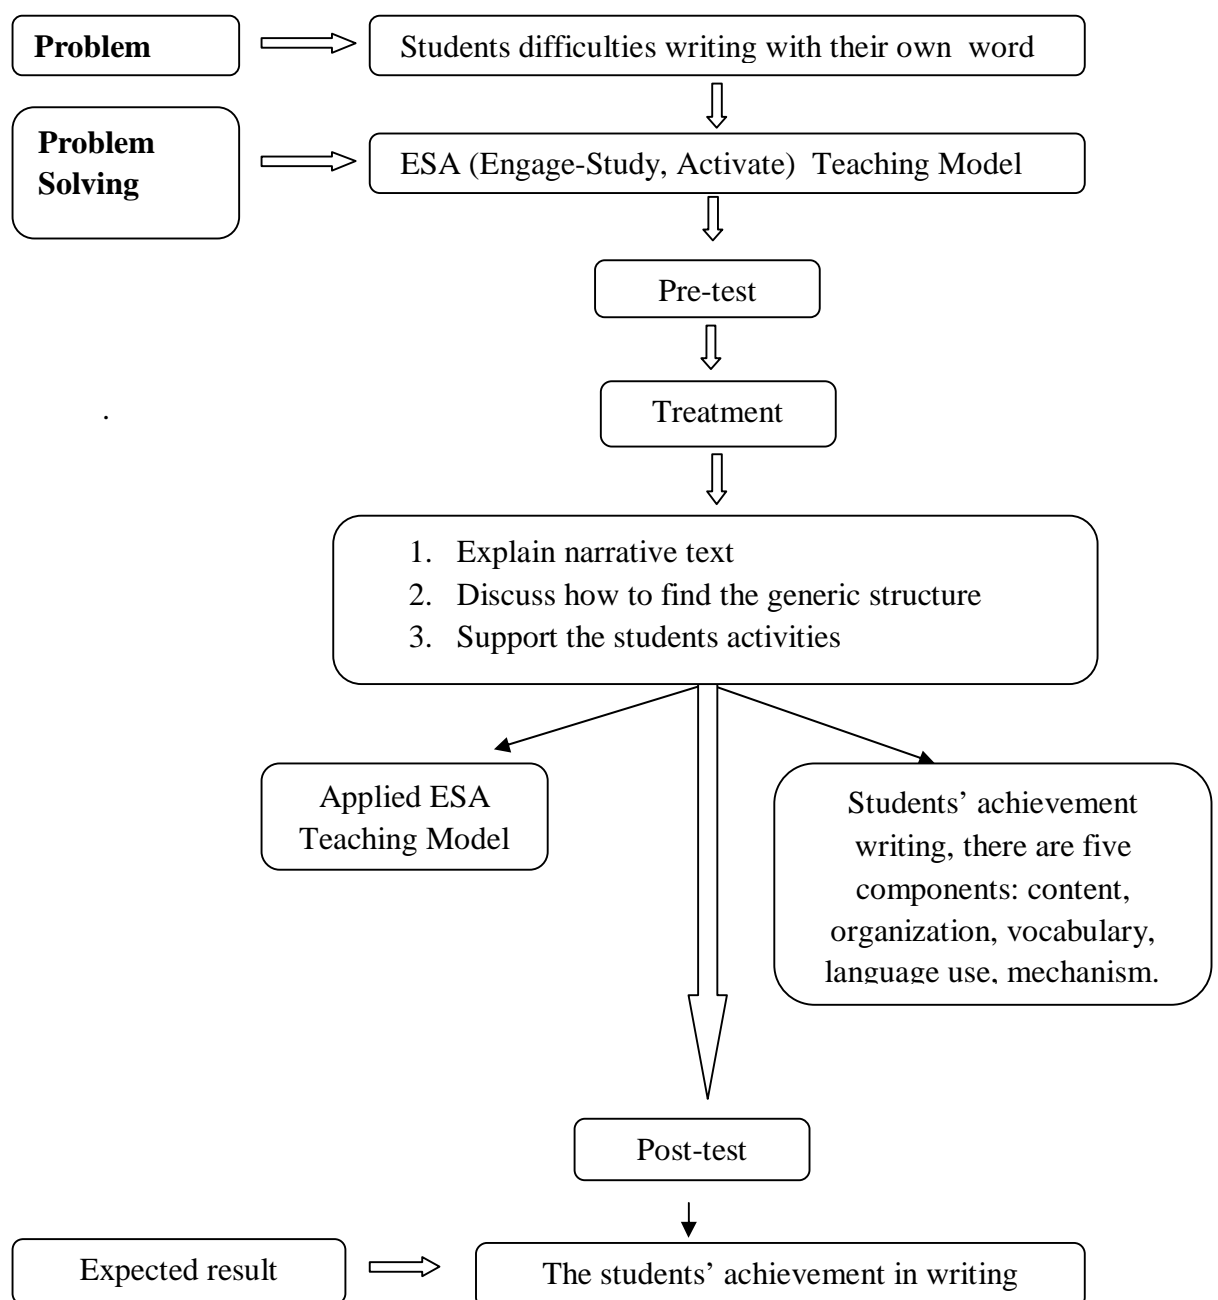 Problem
Students difficulties writing with their own word
Problem
Solving
ESA (Engage-Study, Activate) Teaching Model
Pre-test
.
Treatment
1. Explain narrative text
2. Discuss how to find the generic structure
3. Support the students activities
Applied ESA
Teaching Model
Students’ achievement
writing, there are five
components: content,
organization, vocabulary,
language use, mechanism.
Post-test
Expected result
The students’ achievement in writing